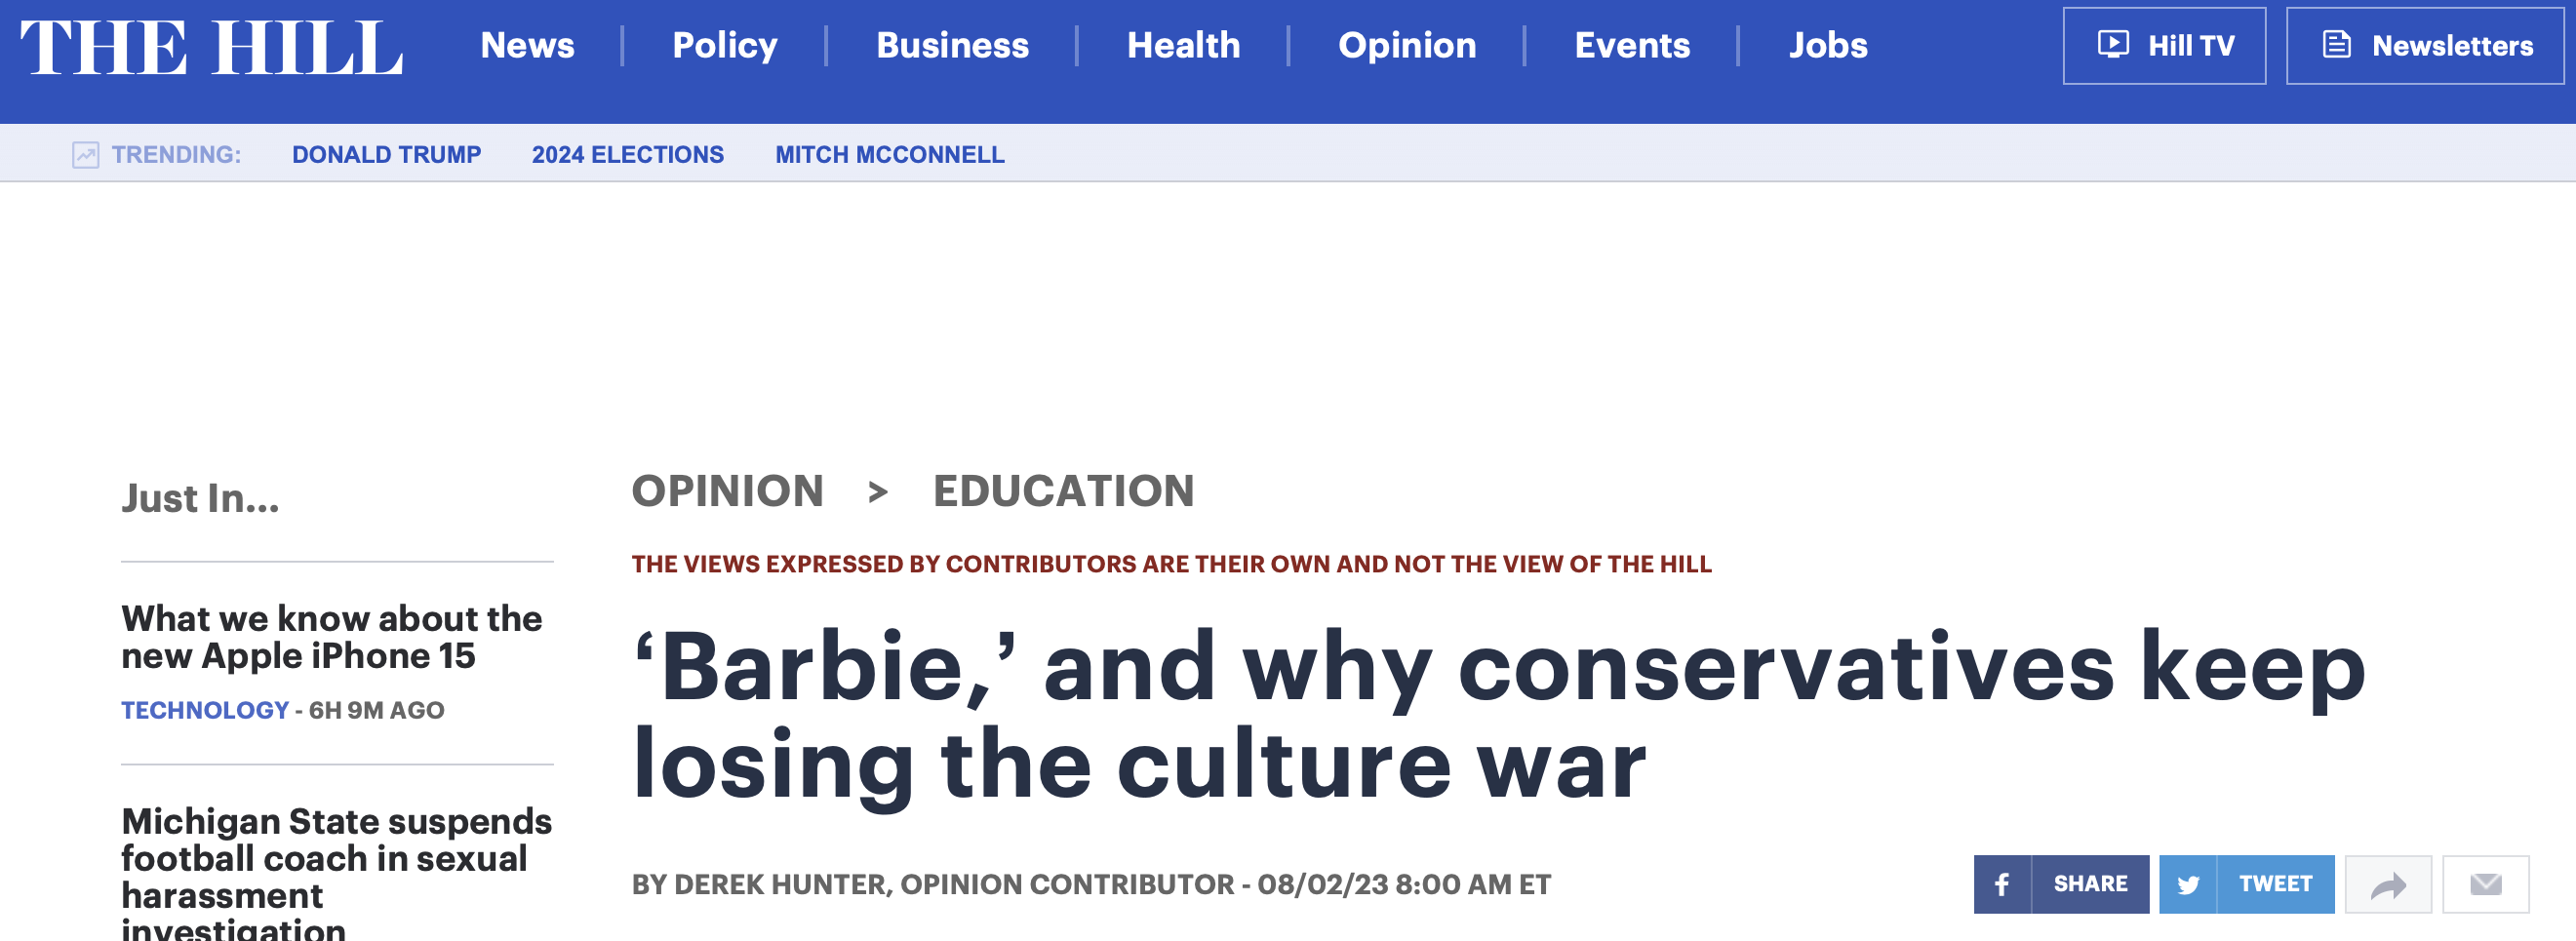 THE HILL
News
Policy
Business
Health
Opinion
Events
Jobs
Hill TV
Newsletters
TRENDING:
DONALD TRUMP
2024 ELECTIONS
MITCH MCCONNELL
Just In...
What we know about the
new Apple iPhone 15
TECHNOLOGY - 6H 9M AGO
Michigan State suspends
football coach in sexual
harassment
investigation
OPINION > EDUCATION
THE VIEWS EXPRESSED BY CONTRIBUTORS ARE THEIR OWN AND NOT THE VIEW OF THE HILL
‘Barbie,’ and why conservatives keep
losing the culture war
BY DEREK HUNTER, OPINION CONTRIBUTOR - 08/02/23 8:00 AM ET
SHARE
TWEET